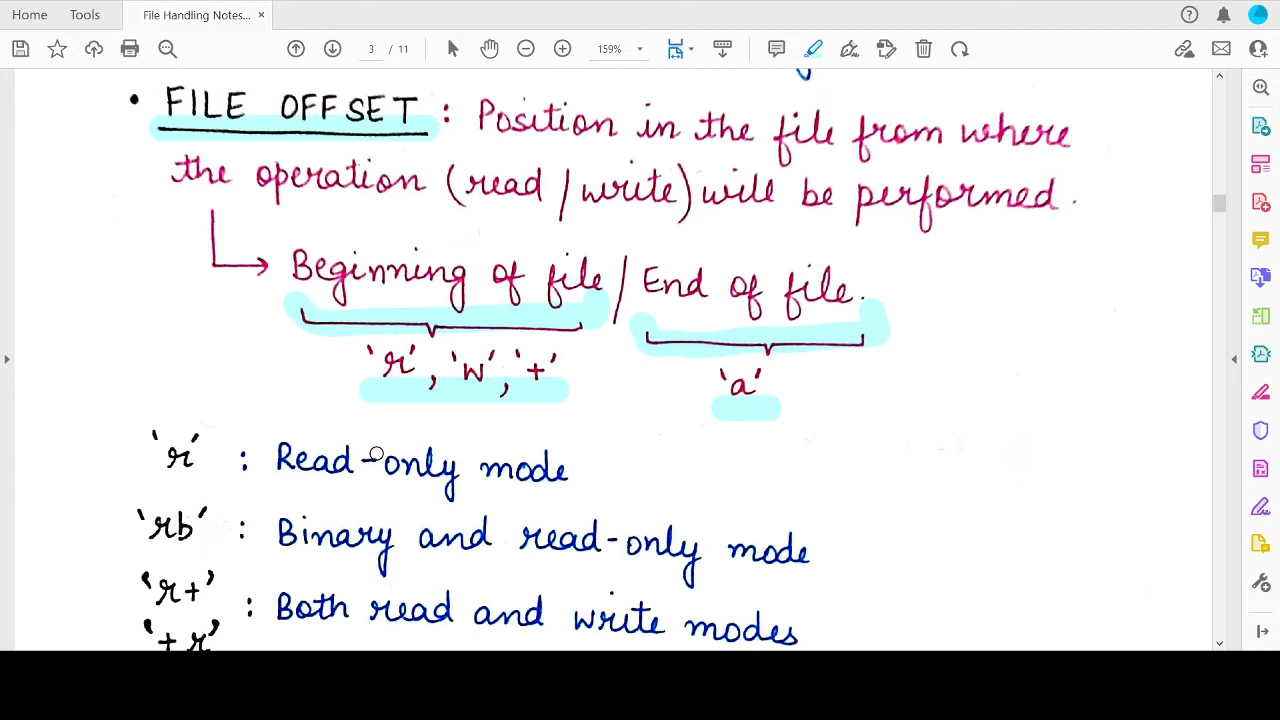 Home Tools File Handling Notes... ×
3 / 11 159%
• FILE OFFSET : Position in the file from where
the operation (read / write) will be performed.
Beginning of file / End of file.
'r', 'w', '+' 'a'
'r' : Read-only mode
'rb' : Binary and read-only mode
'r+'
: Both read and write modes
'+r'